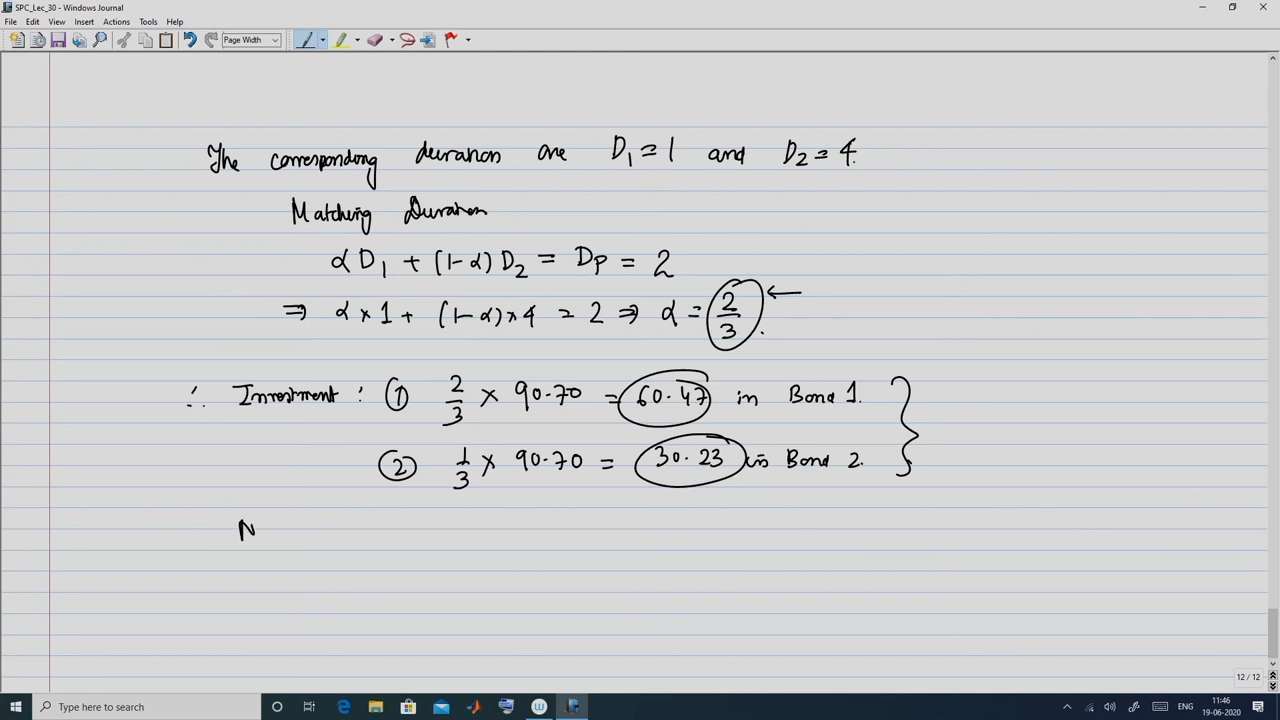 SPC_Lec_30 - Windows Journal
File Edit View Insert Actions Tools Help
Page Width
The corresponding duration are D₁ = 1 and D₂ = 4.
Matching Duration
αD₁ + (1-α) D₂ = Dp = 2
⇒ α × 1 + (1-α) × 4 = 2 ⇒ α = 2/3 ←
∴ Investment : ① 2/3 × 90.70 = 60.47 in Bond 1.
② 1/3 × 90.70 = 30.23 in Bond 2.
N
12 / 12
Type here to search
11:46
19-06-2020